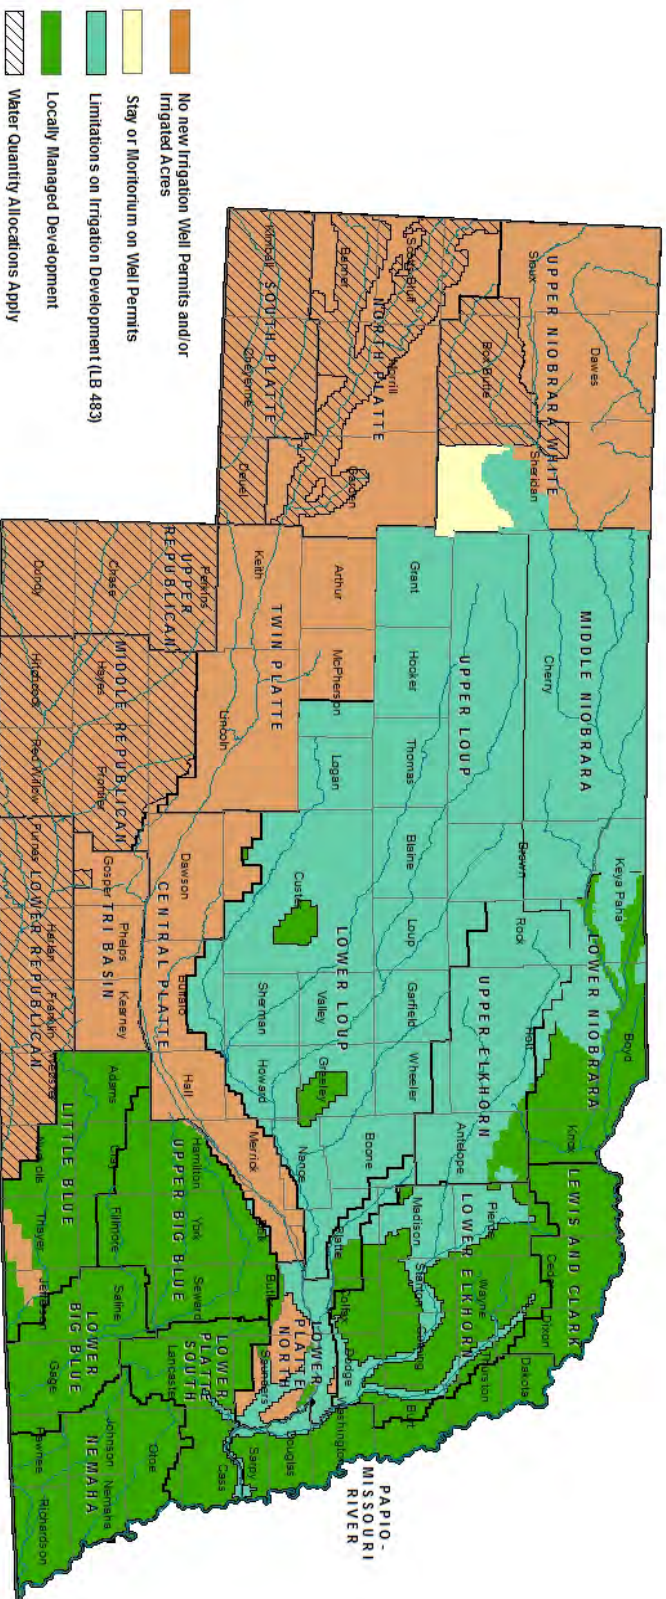 UPPER NIOBRARA WHITE
Dawes
Sioux
Sheridan
Box Butte
NORTH PLATTE
Scotts Bluff
Morrill
Garden
Banner
SOUTH PLATTE
Kimball
Cheyenne
Deuel
MIDDLE NIOBRARA
Cherry
Keya Paha
Brown
Rock
LOWER NIOBRARA
Boyd
Holt
Knox
LEWIS AND CLARK
Cedar
Dixon
Dakota
UPPER LOUP
Grant
Hooker
Thomas
Blaine
Loup
Garfield
Wheeler
UPPER ELKHORN
Antelope
LOWER ELKHORN
Pierce
Wayne
Thurston
Madison
Stanton
Cuming
Burt
Arthur
McPherson
Logan
LOWER LOUP
Custer
Valley
Greeley
Boone
Nance
Platte
Colfax
Dodge
Washington
Sherman
Howard
TWIN PLATTE
Keith
Lincoln
CENTRAL PLATTE
Dawson
Buffalo
Hall
Merrick
Polk
Butler
LOWER
PLATTE
NORTH
Saunders
Douglas
Sarpy
PAPIO-
MISSOURI
RIVER
UPPER
REPUBLICAN
Perkins
Chase
Dundy
MIDDLE REPUBLICAN
Hayes
Frontier
Hitchcock
Red Willow
TRI BASIN
Gosper
Phelps
Kearney
LOWER REPUBLICAN
Furnas
Harlan
Franklin
Webster
UPPER BIG BLUE
Hamilton
York
Seward
LOWER
PLATTE
SOUTH
Lancaster
Cass
LITTLE BLUE
Adams
Clay
Fillmore
Saline
Thayer
Jefferson
LOWER
BIG BLUE
Gage
NEMAHA
Otoe
Johnson
Nemaha
Pawnee
Richardson
No new Irrigation Well Permits and/or
Irrigated Acres
Stay or Moritorium on Well Permits
Limitations on Irrigation Development (LB 483)
Locally Managed Development
Water Quantity Allocations Apply